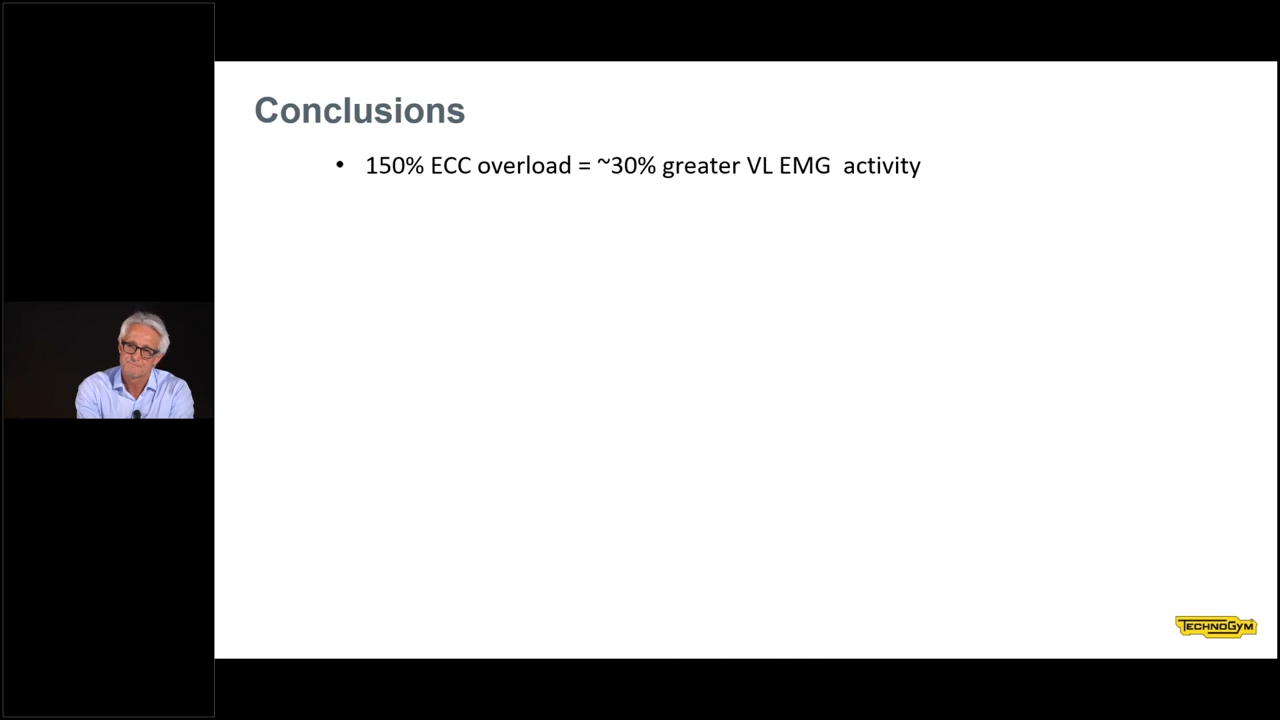 Conclusions
• 150% ECC overload = ~30% greater VL EMG  activity
TECHNOGYM